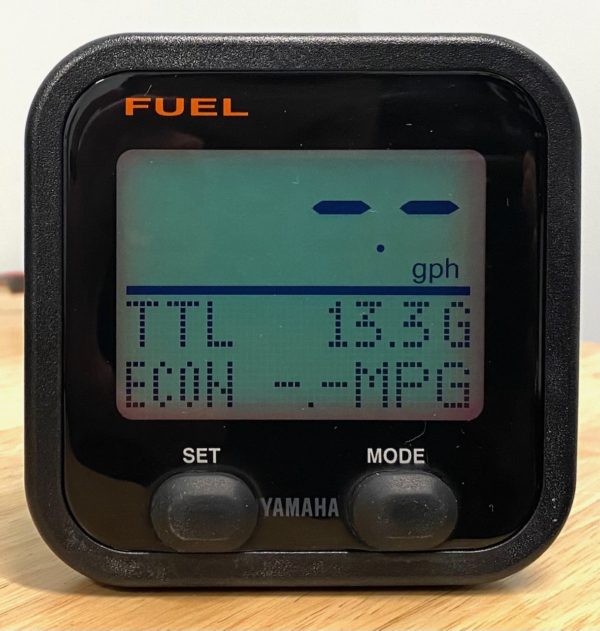 FUEL
-- . --
gph
TTL 13.3G
ECON -.-MPG
SET MODE
YAMAHA